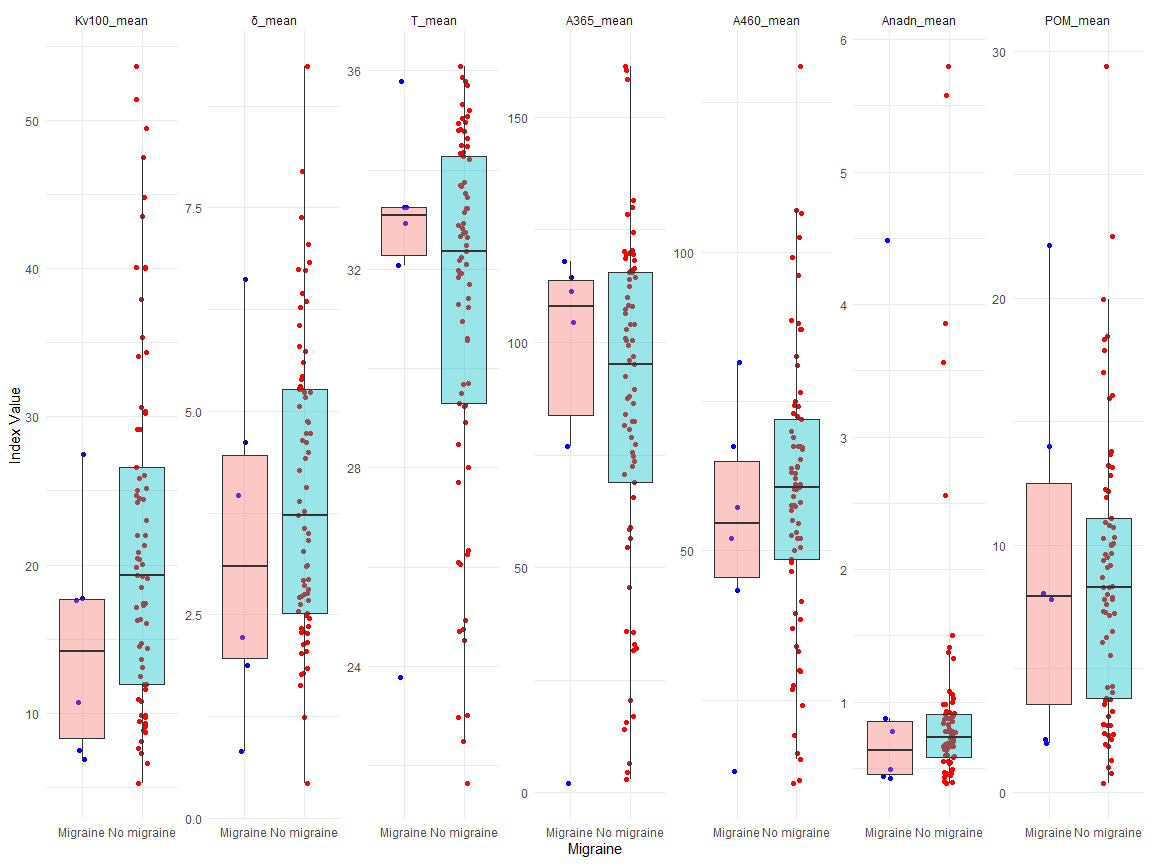 Kv100_mean
δ_mean
T_mean
A365_mean
A460_mean
Anadn_mean
POM_mean
Index Value
50
40
30
20
10
7.5
5.0
2.5
0.0
36
32
28
24
150
100
50
0
100
50
6
5
4
3
2
1
30
20
10
0
Migraine No migraine
Migraine No migraine
Migraine No migraine
Migraine No migraine
Migraine No migraine
Migraine No migraine
Migraine No migraine
Migraine